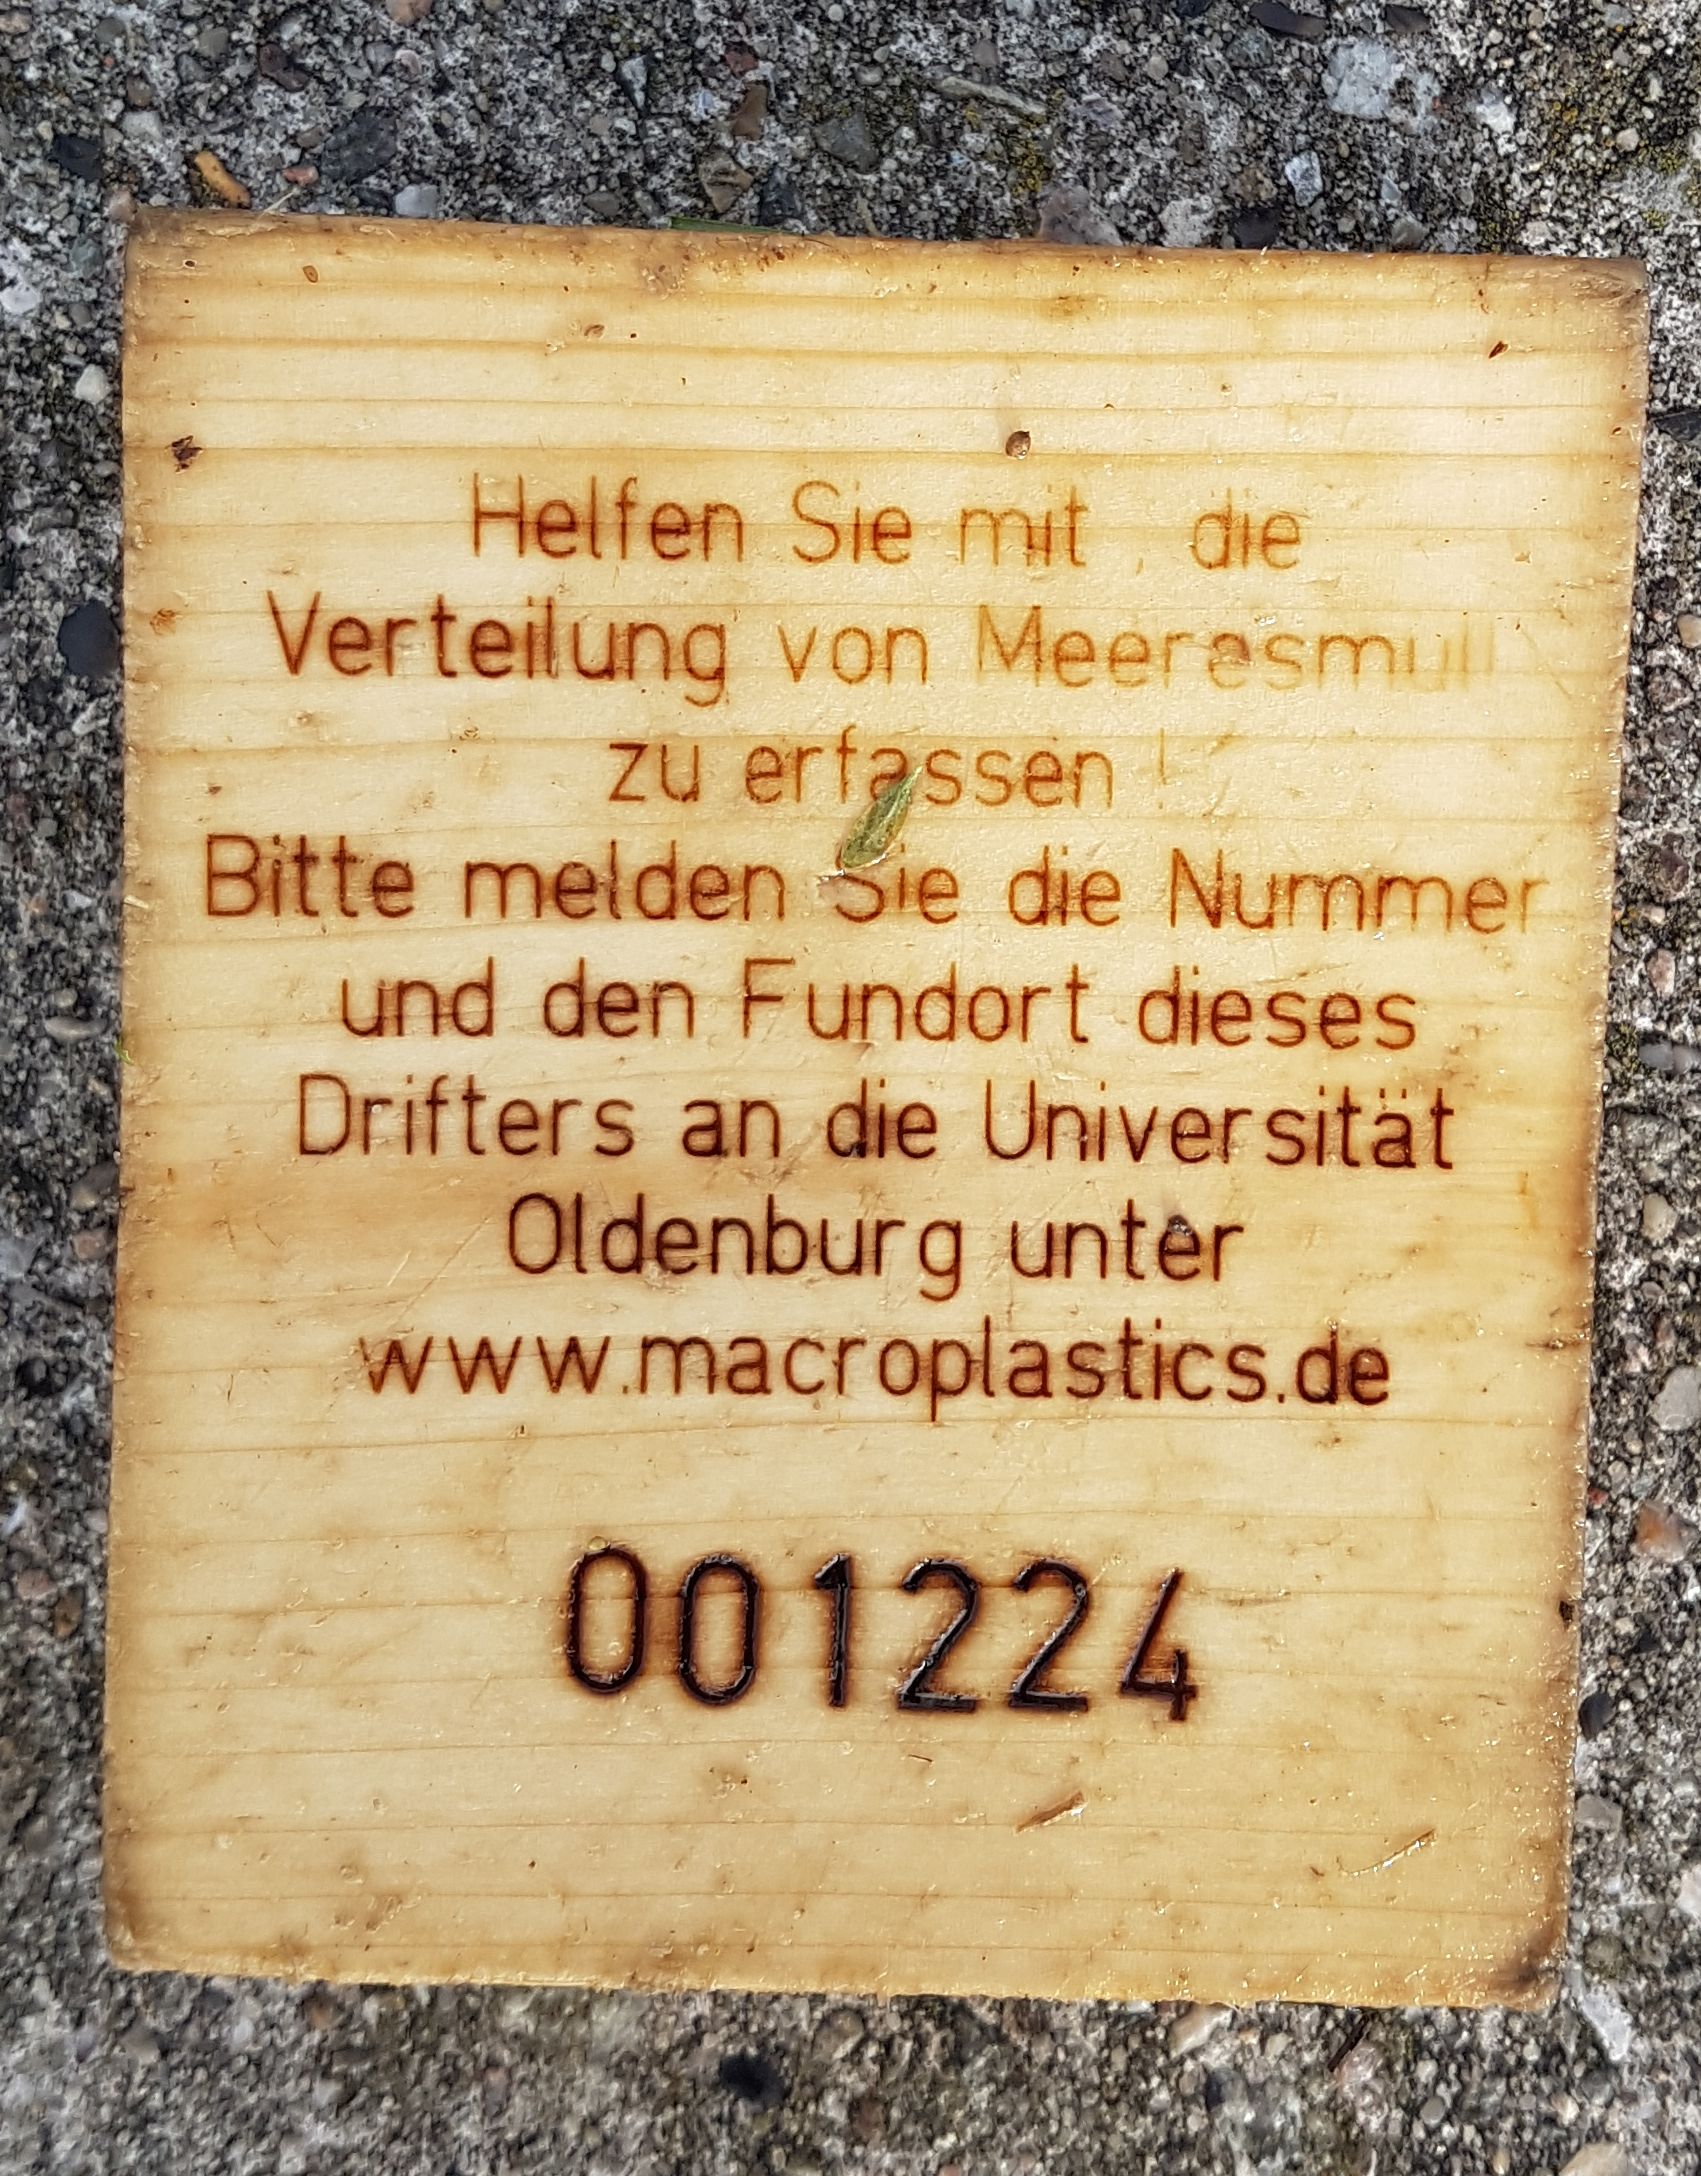 Helfen Sie mit , die
Verteilung von Meeresmüll
zu erfassen !
Bitte melden Sie die Nummer
und den Fundort dieses
Drifters an die Universität
Oldenburg unter
www.macroplastics.de
001224